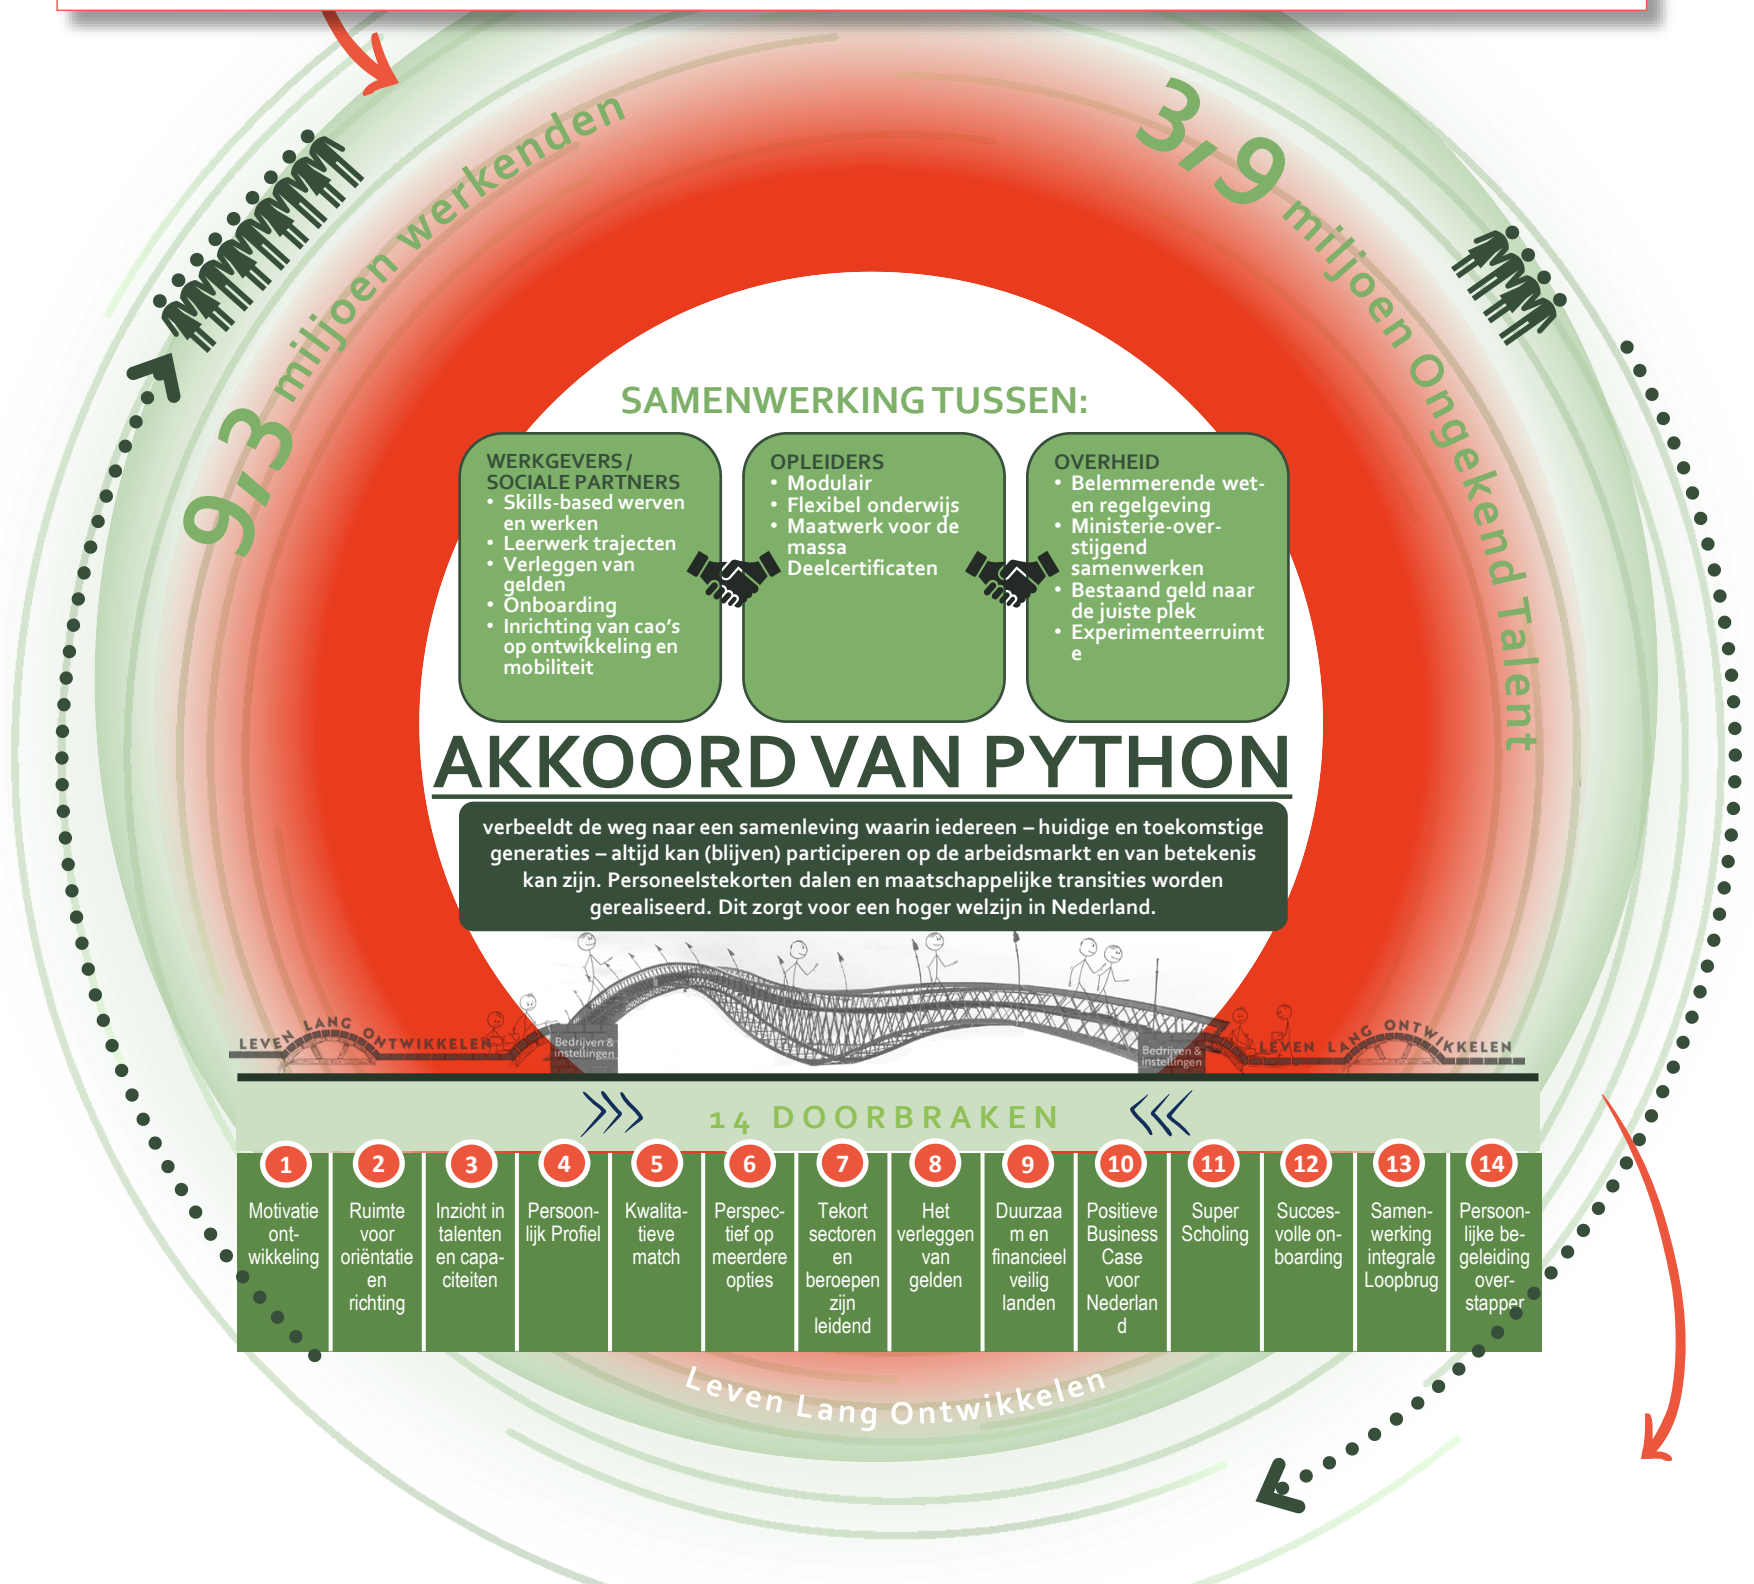 9,3 miljoen werkenden
3,9 miljoen Ongekend Talent
SAMENWERKING TUSSEN:
WERKGEVERS /
SOCIALE PARTNERS
• Skills-based werven
en werken
• Leerwerk trajecten
• Verleggen van
gelden
• Onboarding
• Inrichting van cao's
op ontwikkeling en
mobiliteit
OPLEIDERS
• Modulair
• Flexibel onderwijs
• Maatwerk voor de
massa
Deelcertificaten
OVERHEID
• Belemmerende wet-
en regelgeving
• Ministerie-over-
stijgend
samenwerken
• Bestaand geld naar
de juiste plek
• Experimenteerruimt
e
AKKOORD VAN PYTHON
verbeeldt de weg naar een samenleving waarin iedereen – huidige en toekomstige
generaties – altijd kan (blijven) participeren op de arbeidsmarkt en van betekenis
kan zijn. Personeelstekorten dalen en maatschappelijke transities worden
gerealiseerd. Dit zorgt voor een hoger welzijn in Nederland.
LEVEN LANG ONTWIKKELEN
Bedrijven &
instellingen
Bedrijven &
instellingen
LEVEN LANG ONTWIKKELEN
14 DOORBRAKEN
1
Motivatie
ont-
wikkeling
2
Ruimte
voor
oriëntatie
en
richting
3
Inzicht in
talenten
en capa-
citeiten
4
Persoon-
lijk Profiel
5
Kwalita-
tieve
match
6
Perspec-
tief op
meerdere
opties
7
Tekort
sectoren
en
beroepen
zijn
leidend
8
Het
verleggen
van
gelden
9
Duurzaa
m en
financieel
veilig
landen
10
Positieve
Business
Case
voor
Nederlan
d
11
Super
Scholing
12
Succes-
volle on-
boarding
13
Samen-
werking
integrale
Loopbrug
14
Persoon-
lijke be-
geleiding
over-
stapper
Leven Lang Ontwikkelen